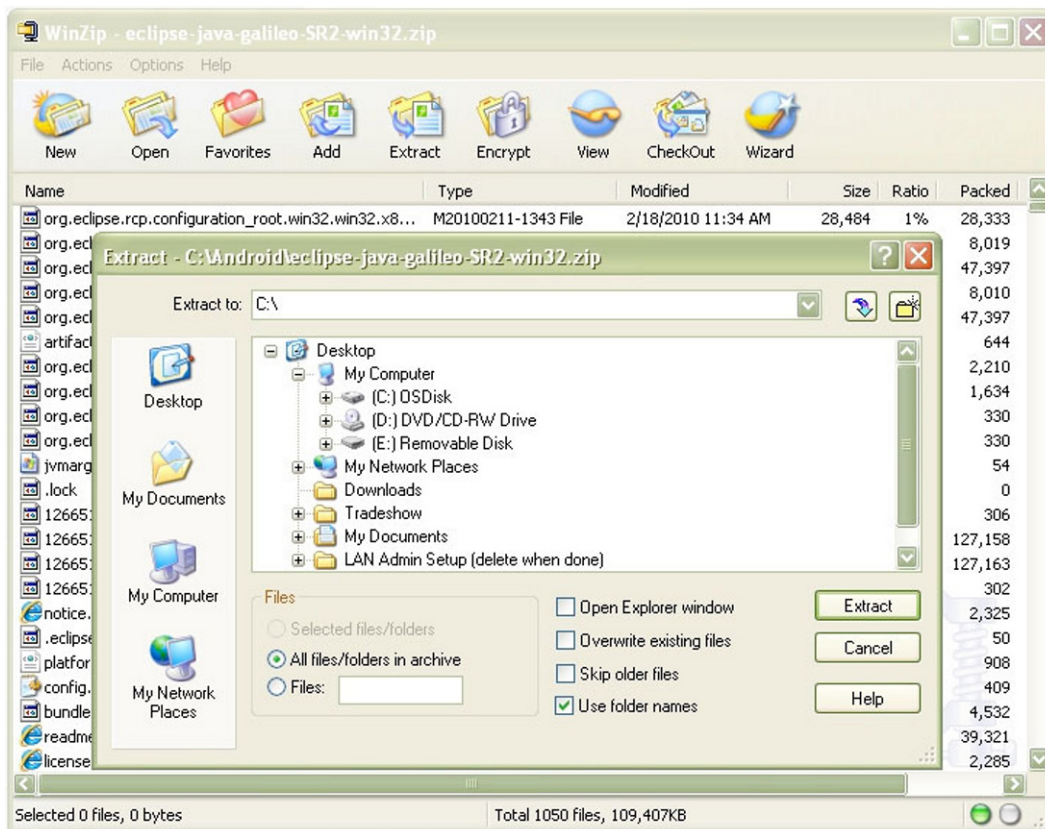 WinZip - eclipse-java-galileo-SR2-win32.zip
File Actions Options Help
New Open Favorites Add Extract Encrypt View CheckOut Wizard
Name Type Modified Size Ratio Packed
org.eclipse.rcp.configuration_root.win32.win32.x8... M20100211-1343 File 2/18/2010 11:34 AM 28,484 1% 28,333
org.ecl 8,019
org.ecl 47,397
org.ecl 8,010
org.ecl 47,397
artifact 644
org.ecl 2,210
org.ecl 1,634
org.ecl 330
org.ecl 330
jvmarg 54
.lock 0
126651 306
126651 127,158
126651 127,163
126651 302
notice. 2,325
.eclipse 50
platfor 908
config. 409
bundle 4,532
readme 39,321
license 2,285
Extract - C:\Android\eclipse-java-galileo-SR2-win32.zip
Extract to: C:\
Desktop
My Documents
My Computer
My Network Places
Desktop
My Computer
(C:) OSDisk
(D:) DVD/CD-RW Drive
(E:) Removable Disk
My Network Places
Downloads
Tradeshow
My Documents
LAN Admin Setup (delete when done)
Files
Selected files/folders
All files/folders in archive
Files:
Open Explorer window
Overwrite existing files
Skip older files
Use folder names
Extract
Cancel
Help
Selected 0 files, 0 bytes Total 1050 files, 109,407KB